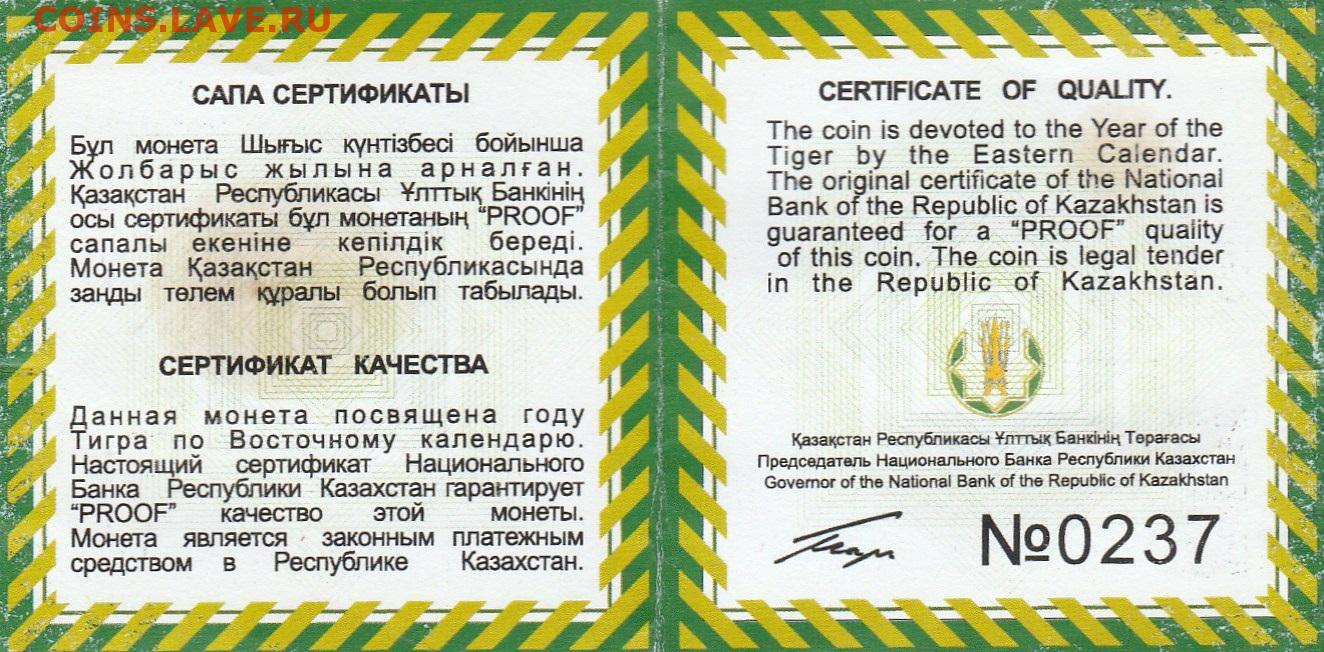 COINS.LAVE.RU
САПА СЕРТИФИКАТЫ
Бұл монета Шығыс күнтізбесі бойынша
Жолбарыс жылына арналған.
Қазақстан Республикасы Ұлттық Банкінің
осы сертификаты бұл монетаның “PROOF”
сапалы екеніне кепілдік береді.
Монета Қазақстан Республикасында
заңды төлем құралы болып табылады.
СЕРТИФИКАТ КАЧЕСТВА
Данная монета посвящена году
Тигра по Восточному календарю.
Настоящий сертификат Национального
Банка Республики Казахстан гарантирует
“PROOF” качество этой монеты.
Монета является законным платежным
средством в Республике Казахстан.
CERTIFICATE OF QUALITY.
The coin is devoted to the Year of the
Tiger by the Eastern Calendar.
The original certificate of the National
Bank of the Republic of Kazakhstan is
guaranteed for a “PROOF” quality
of this coin. The coin is legal tender
in the Republic of Kazakhstan.
Қазақстан Республикасы Ұлттық Банкінің Төрағасы
Председатель Национального Банка Республики Казахстан
Governor of the National Bank of the Republic of Kazakhstan
№0237